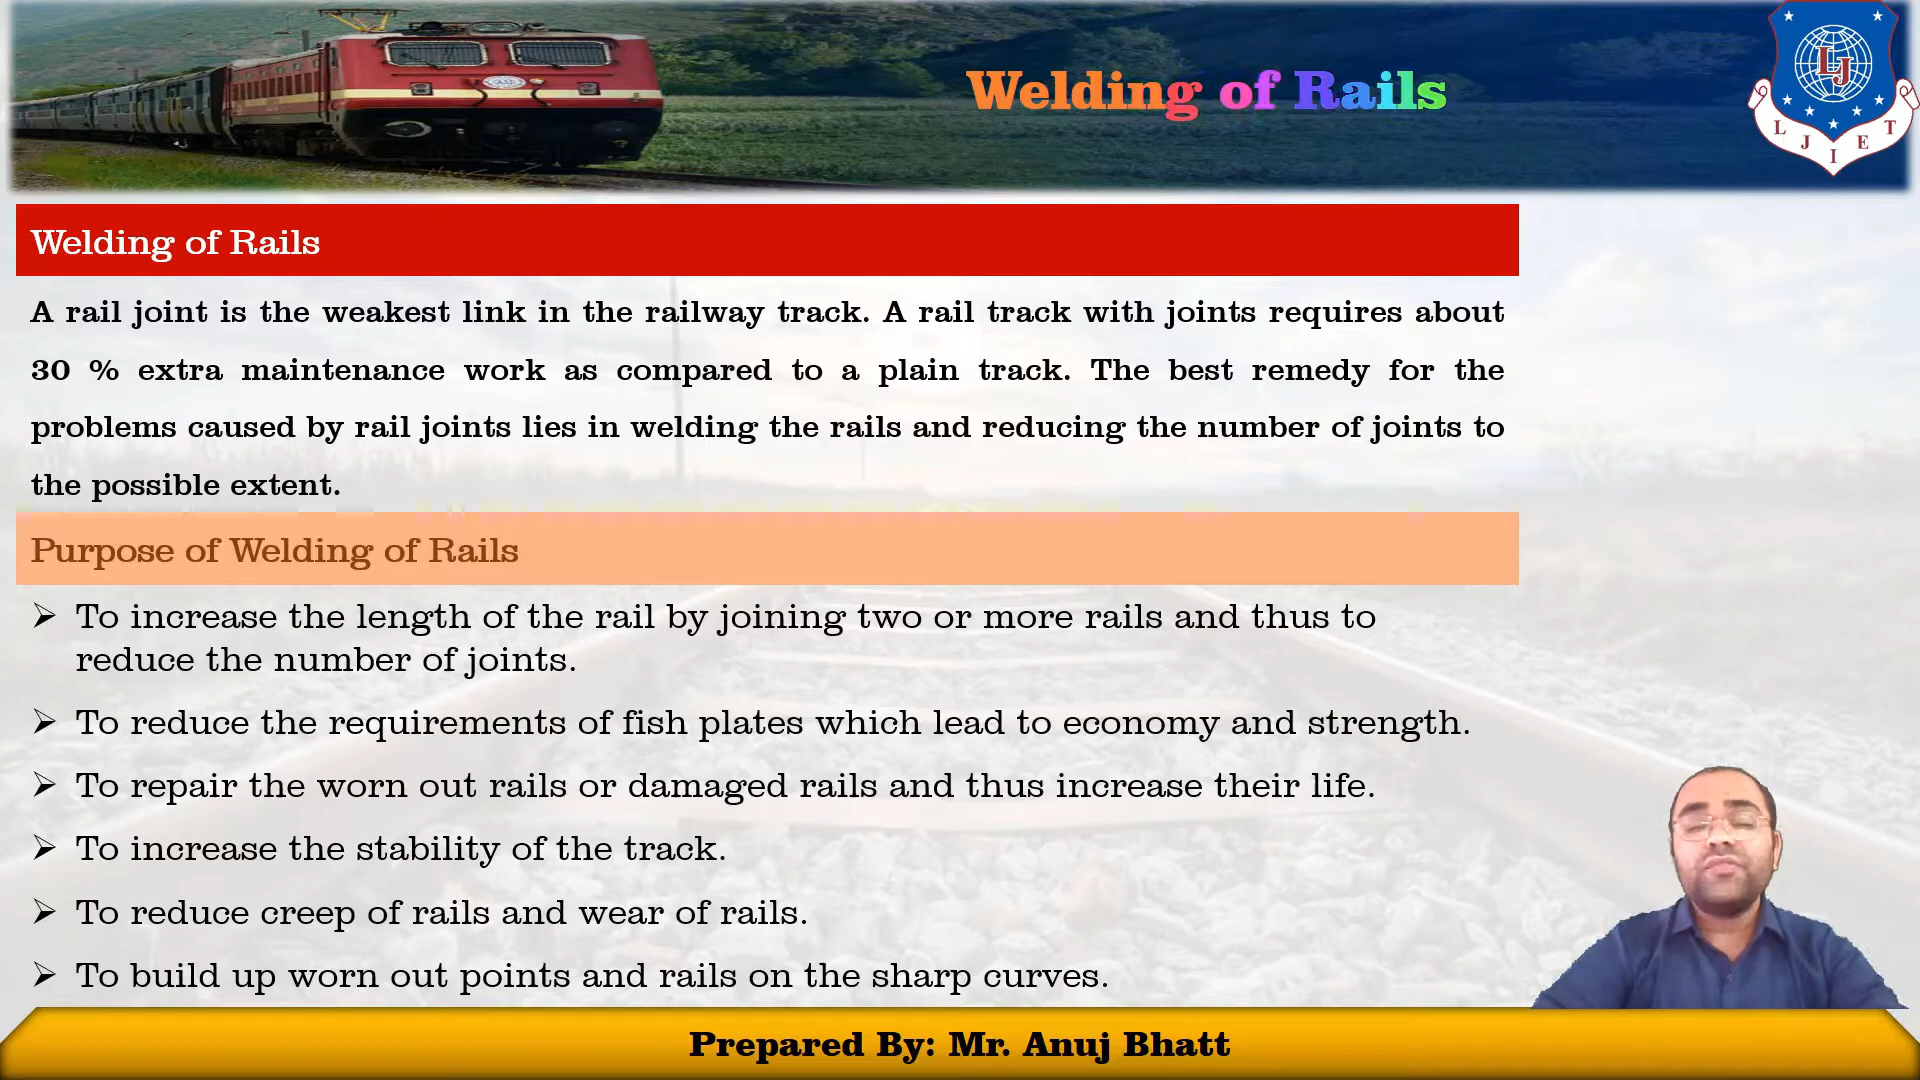 Welding of Rails
LJ
L J I E T
Welding of Rails
A rail joint is the weakest link in the railway track. A rail track with joints requires about
30 % extra maintenance work as compared to a plain track. The best remedy for the
problems caused by rail joints lies in welding the rails and reducing the number of joints to
the possible extent.
Purpose of Welding of Rails
➢ To increase the length of the rail by joining two or more rails and thus to
reduce the number of joints.
➢ To reduce the requirements of fish plates which lead to economy and strength.
➢ To repair the worn out rails or damaged rails and thus increase their life.
➢ To increase the stability of the track.
➢ To reduce creep of rails and wear of rails.
➢ To build up worn out points and rails on the sharp curves.
Prepared By: Mr. Anuj Bhatt